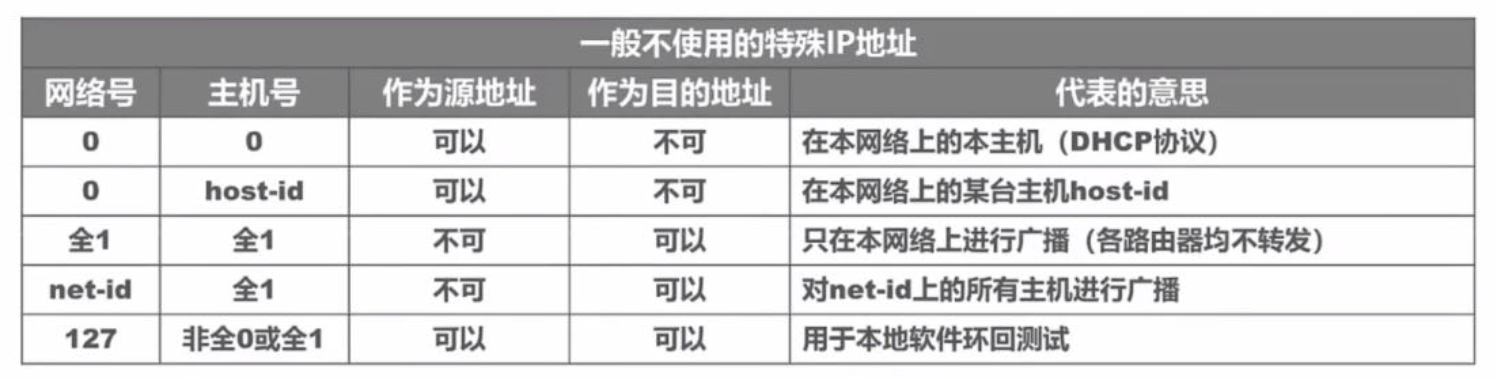 一般不使用的特殊IP地址
网络号 主机号 作为源地址 作为目的地址 代表的意思
0 0 可以 不可 在本网络上的本主机（DHCP协议）
0 host-id 可以 不可 在本网络上的某台主机host-id
全1 全1 不可 可以 只在本网络上进行广播（各路由器均不转发）
net-id 全1 不可 可以 对net-id上的所有主机进行广播
127 非全0或全1 可以 可以 用于本地软件环回测试